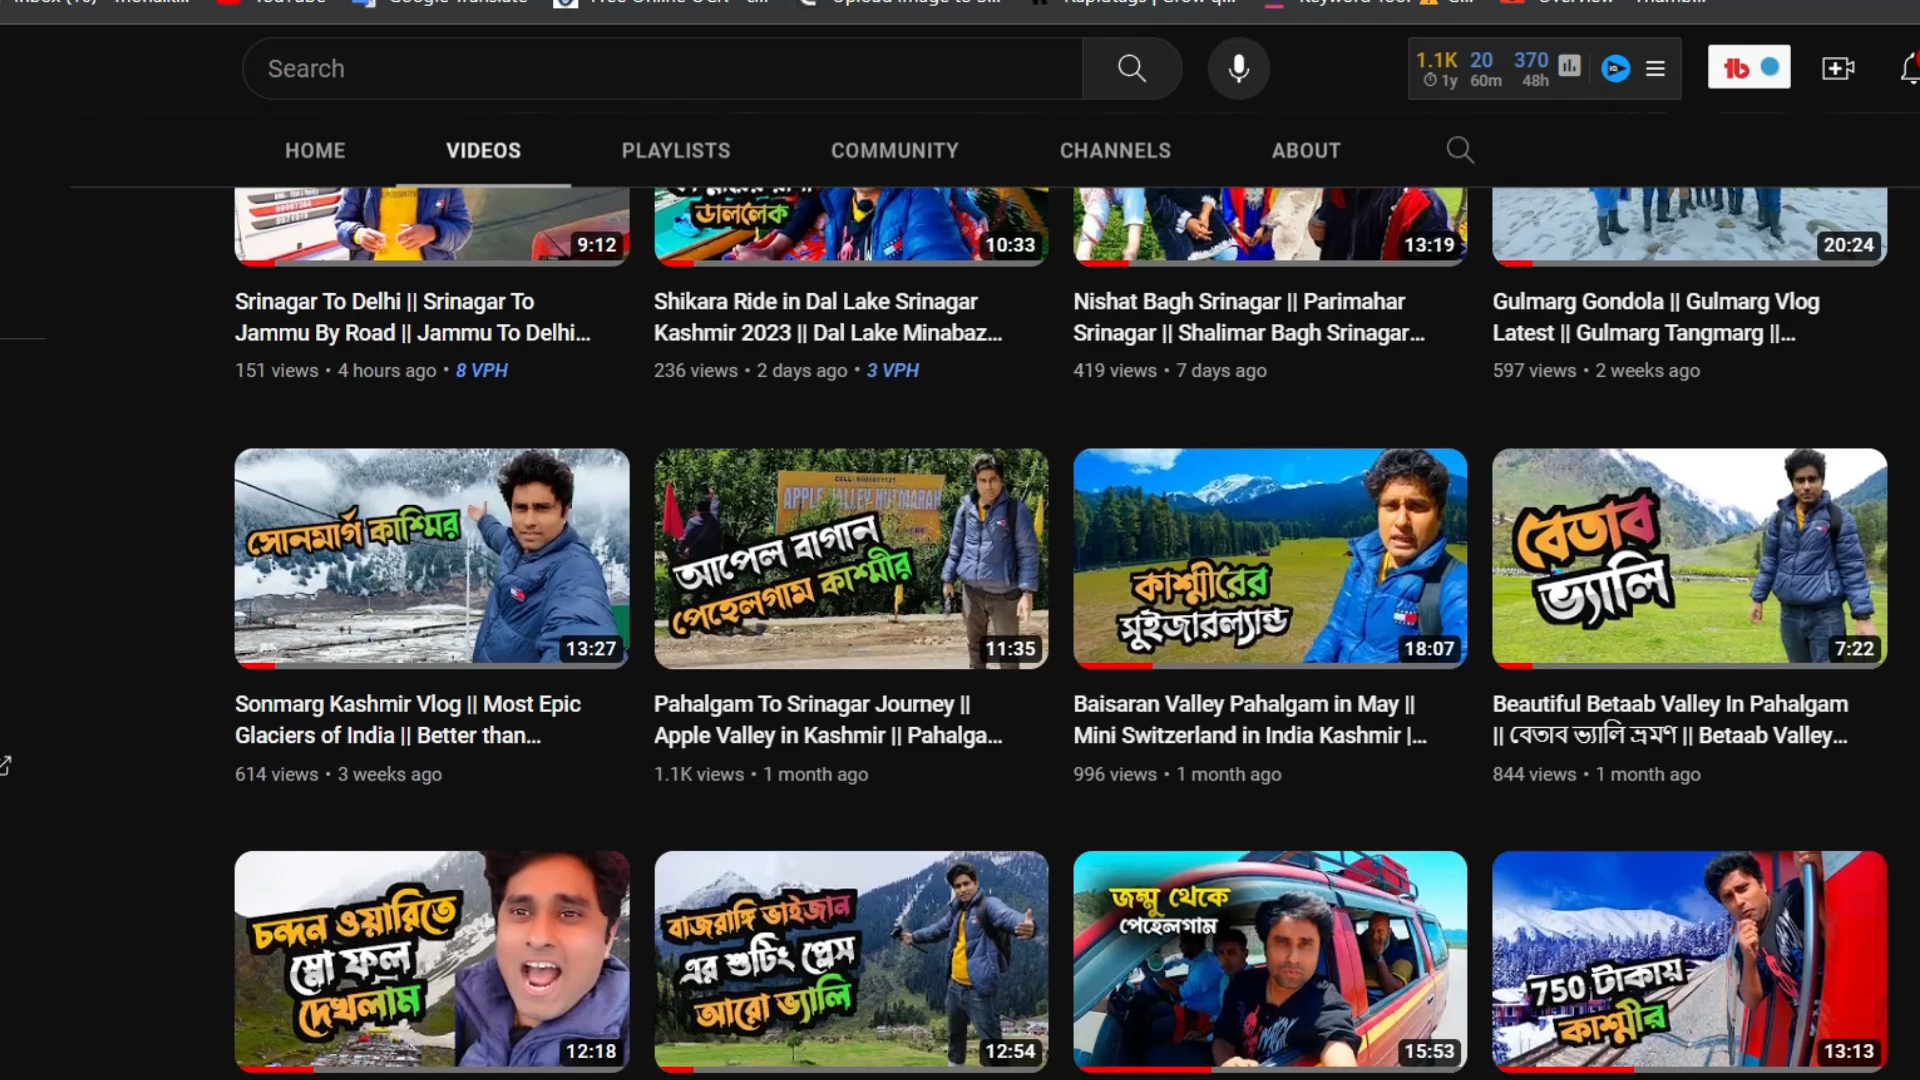 YouTube
Google Translate
Search
1.1K 20 370
1y 60m 48h
HOME VIDEOS PLAYLISTS COMMUNITY CHANNELS ABOUT
9:12
ডাললেক
10:33
13:19
20:24
Srinagar To Delhi || Srinagar To
Jammu By Road || Jammu To Delhi...
151 views • 4 hours ago • 8 VPH
Shikara Ride in Dal Lake Srinagar
Kashmir 2023 || Dal Lake Minabaz...
236 views • 2 days ago • 3 VPH
Nishat Bagh Srinagar || Parimahar
Srinagar || Shalimar Bagh Srinagar...
419 views • 7 days ago
Gulmarg Gondola || Gulmarg Vlog
Latest || Gulmarg Tangmarg ||...
597 views • 2 weeks ago
সোনমার্গ কাশ্মির
13:27
APPLE VALLEY HUTMARAH
আপেল বাগান
পেহেলগাম কাশ্মীর
11:35
কাশ্মীরের
সুইজারল্যান্ড
18:07
বেতাব
ভ্যালি
7:22
Sonmarg Kashmir Vlog || Most Epic
Glaciers of India || Better than...
614 views • 3 weeks ago
Pahalgam To Srinagar Journey ||
Apple Valley in Kashmir || Pahalga...
1.1K views • 1 month ago
Baisaran Valley Pahalgam in May ||
Mini Switzerland in India Kashmir |...
996 views • 1 month ago
Beautiful Betaab Valley In Pahalgam
|| বেতাব ভ্যালি ভ্রমণ || Betaab Valley...
844 views • 1 month ago
চন্দন ওয়ারিতে
স্নো ফল
দেখলাম
12:18
বাজরাঙ্গি ভাইজান
এর শুটিং প্লেস
আরো ভ্যালি
12:54
জম্মু থেকে
পেহেলগাম
15:53
750 টাকায়
কাশ্মীর
13:13